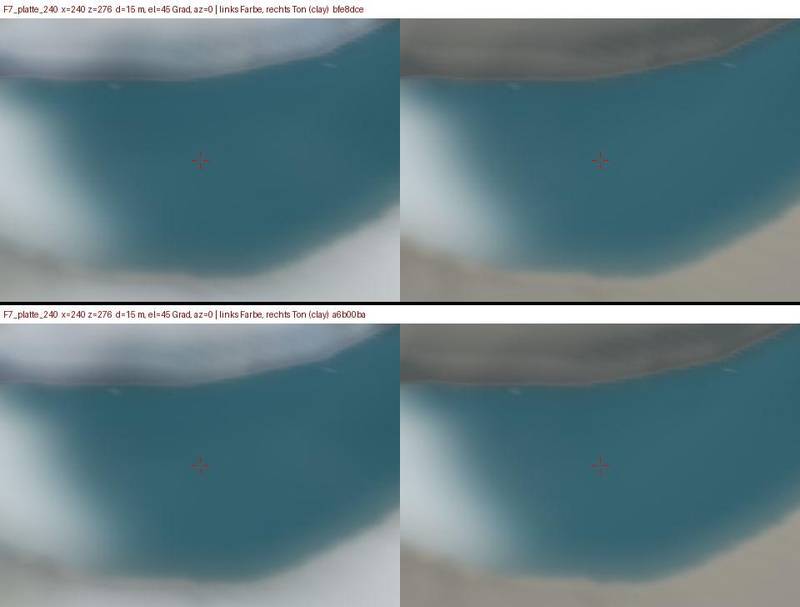 F7_platte_240 x=240 z=276 d=15 m, el=45 Grad, az=0 | links Farbe, rechts Ton (clay) bfe8dce
F7_platte_240 x=240 z=276 d=15 m, el=45 Grad, az=0 | links Farbe, rechts Ton (clay) a6b00ba